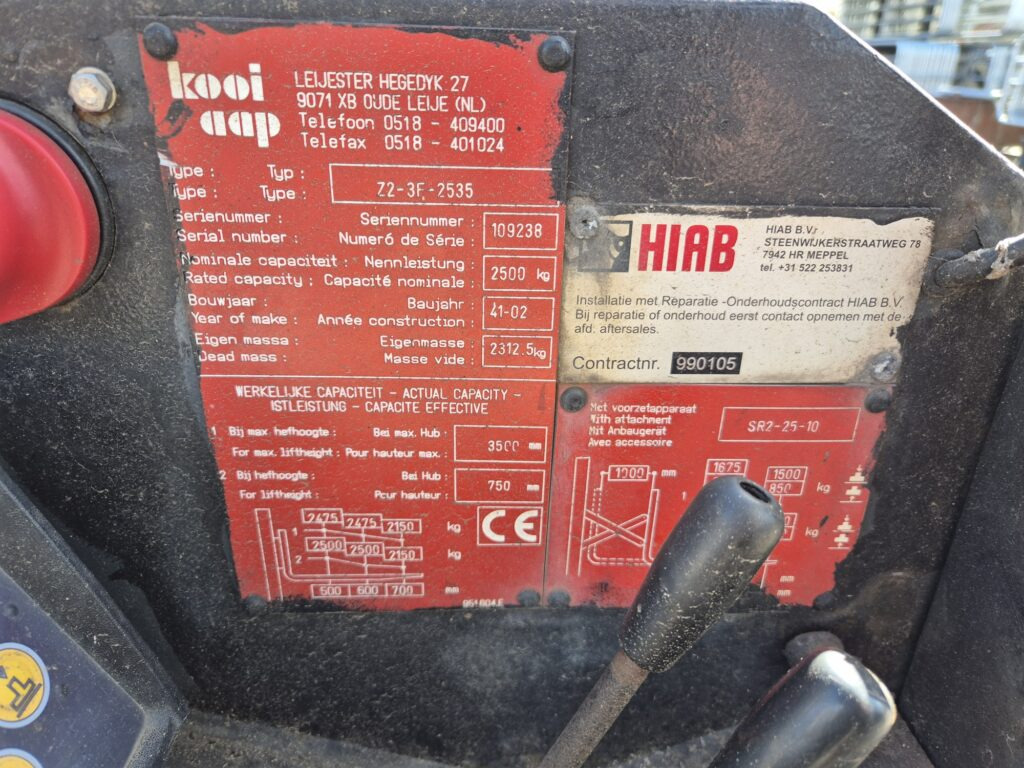 kooi
aap
LEIJESTER HEGEDYK 27
9071 XB OUDE LEIJE (NL)
Telefoon 0518 - 409400
Telefax 0518 - 401024
Type : Typ :
Type : Type : Z2-3F-2535
Serienummer : Seriennummer :
Serial number : Numeró de Série : 109238
Nominale capaciteit : Nennleistung :
Rated capacity : Capacité nominale : 2500 kg
Bouwjaar : Baujahr :
Year of make : Année construction : 41-02
Eigen massa : Eigenmasse :
Dead mass : Masse vide : 2312.5 kg
WERKELIJKE CAPACITEIT - ACTUAL CAPACITY -
ISTLEISTUNG - CAPACITE EFFECTIVE
1 Bij max. hefhoogte : Bei max. Hub :
For max. liftheight : Pour hauteur max. : 3500 mm
2 Bij hefhoogte : Bei Hub :
For liftheight : Pour hauteur : 750 mm
1 2475 2475 2150 kg
2 2500 2500 2150 kg
600 700 mm
CE
HIAB
HIAB B.V.
STEENWIJKERSTRAATWEG 78
7942 HR MEPPEL
tel. +31 522 253831
Installatie met Reparatie -Onderhoudscontract HIAB B.V.
Bij reparatie of onderhoud eerst contact opnemen met de
afd. aftersales.
Contractnr. 990105
Met voorzetapparaat
With attachment
Mit Anbaugerät
Avec accessoire
SR2-25-10
1000 mm
1 1675 1500
850 kg
kg
mm
mm